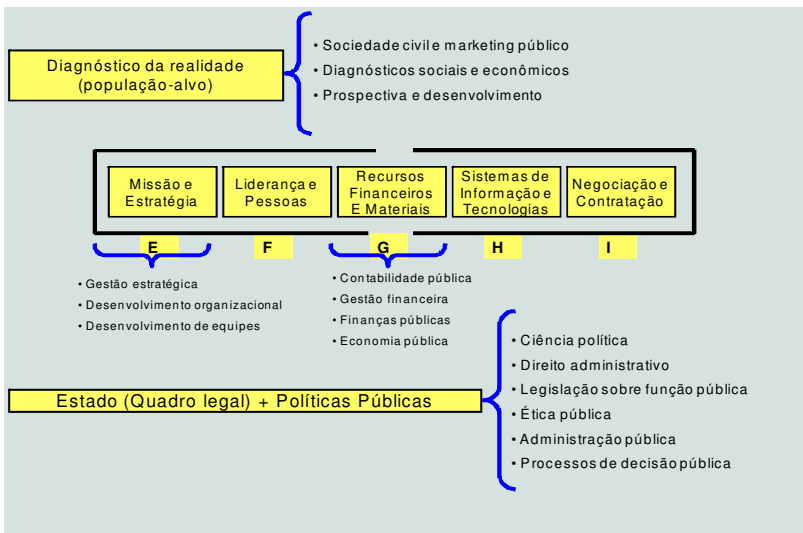 Diagnóstico da realidade
(população-alvo)
• Sociedade civil e marketing público
• Diagnósticos sociais e econômicos
• Prospectiva e desenvolvimento
Missão e
Estratégia
Liderança e
Pessoas
Recursos
Financeiros
E Materiais
Sistemas de
Informação e
Tecnologias
Negociação e
Contratação
E
F
G
H
I
• Gestão estratégica
• Desenvolvimento organizacional
• Desenvolvimento de equipes
• Contabilidade pública
• Gestão financeira
• Finanças públicas
• Economia pública
Estado (Quadro legal) + Políticas Públicas
• Ciência política
• Direito administrativo
• Legislação sobre função pública
• Ética pública
• Administração pública
• Processos de decisão pública